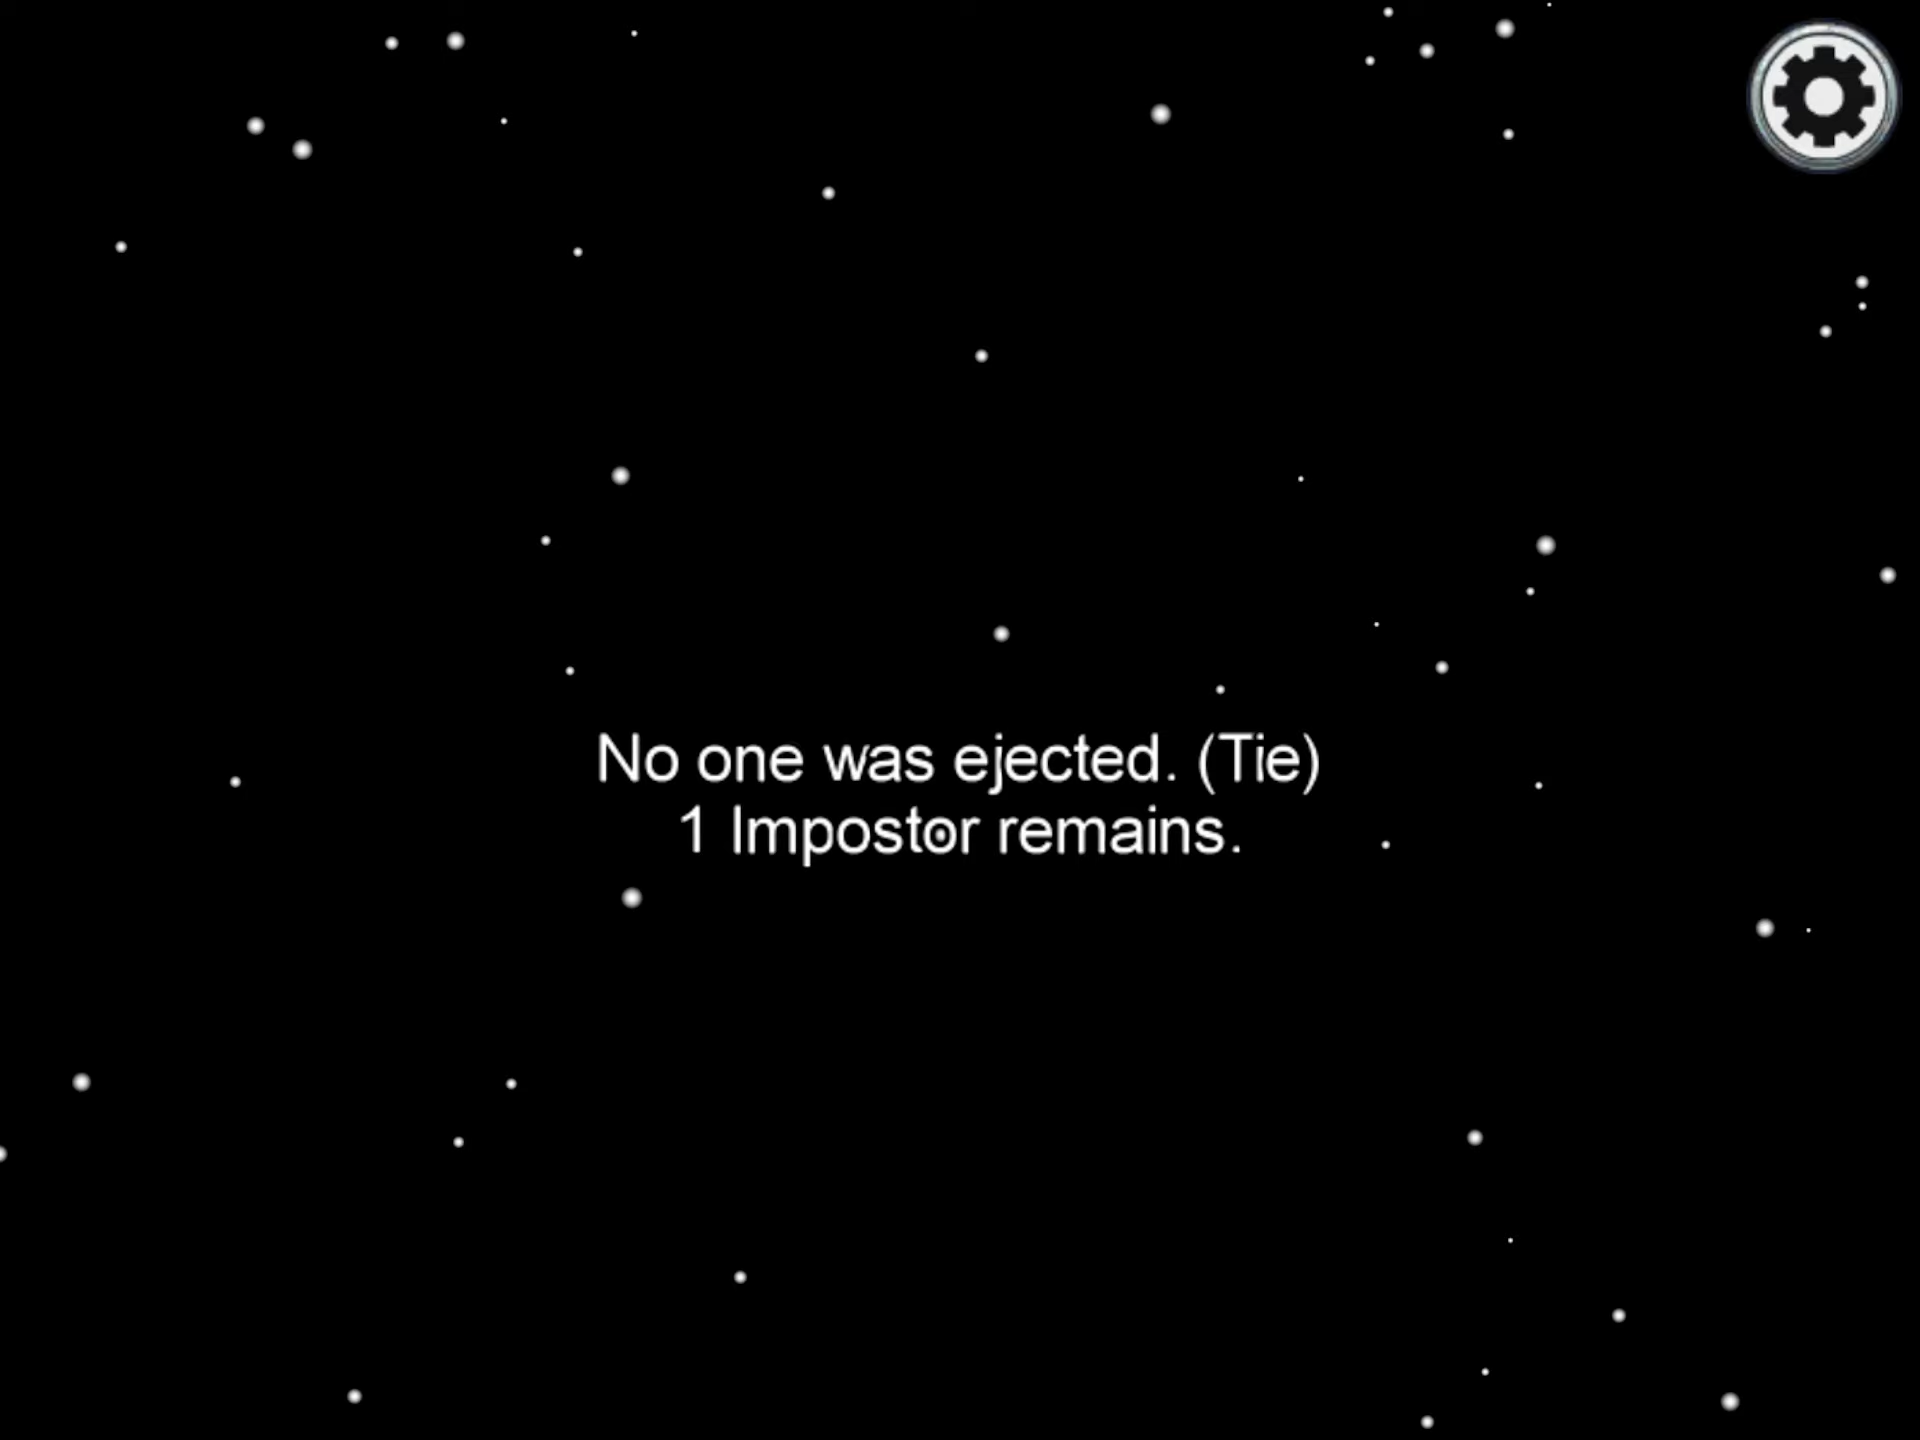 No one was ejected. (Tie)
1 Impostor remains.